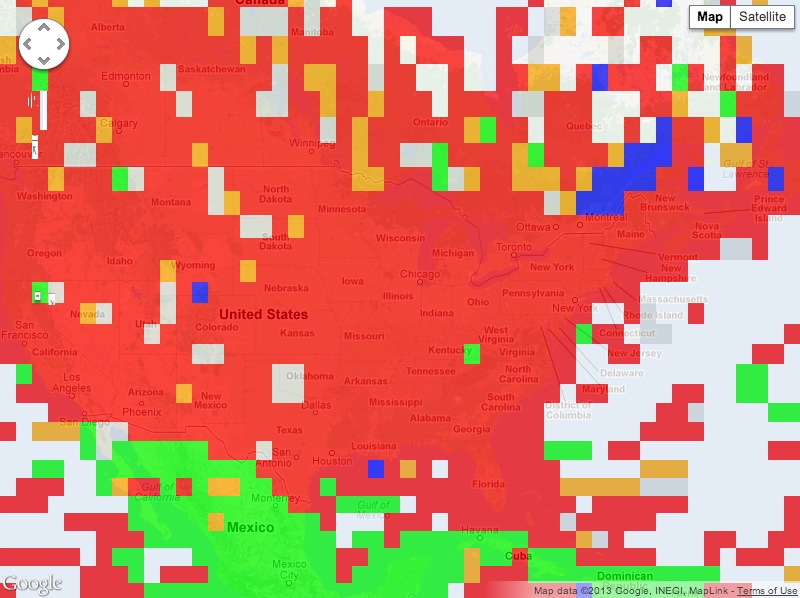 Canada
Map
Satellite
Alberta
Manitoba
Edmonton
Saskatchewan
Newfoundland
and Labrador
Calgary
Ontario
Quebec
Winnipeg
Gulf of St
Lawrence
Washington
Montana
North
Dakota
Minnesota
New
Brunswick
Prince
Edward
Island
Montreal
Ottawa
Maine
Nova
Scotia
Oregon
Idaho
Wyoming
South
Dakota
Wisconsin
Michigan
Toronto
Vermont
New
Hampshire
New York
Chicago
Iowa
Nebraska
Illinois
Ohio
Pennsylvania
Massachusetts
New York
Rhode Island
United States
Nevada
Utah
Colorado
Indiana
Connecticut
San
Francisco
California
Kansas
Missouri
West
Virginia
Kentucky
Virginia
New Jersey
Delaware
Maryland
Los
Angeles
Arizona
Phoenix
New
Mexico
Oklahoma
Arkansas
Tennessee
North
Carolina
District of
Columbia
San Diego
Dallas
Mississippi
Alabama
South
Carolina
Georgia
Texas
Louisiana
San
Antonio
Houston
Florida
Gulf of
California
Monterrey
Gulf of
Mexico
Mexico
Havana
Cuba
Mexico
City
Dominican
Google
Map data ©2013 Google, INEGI, MapLink - Terms of Use